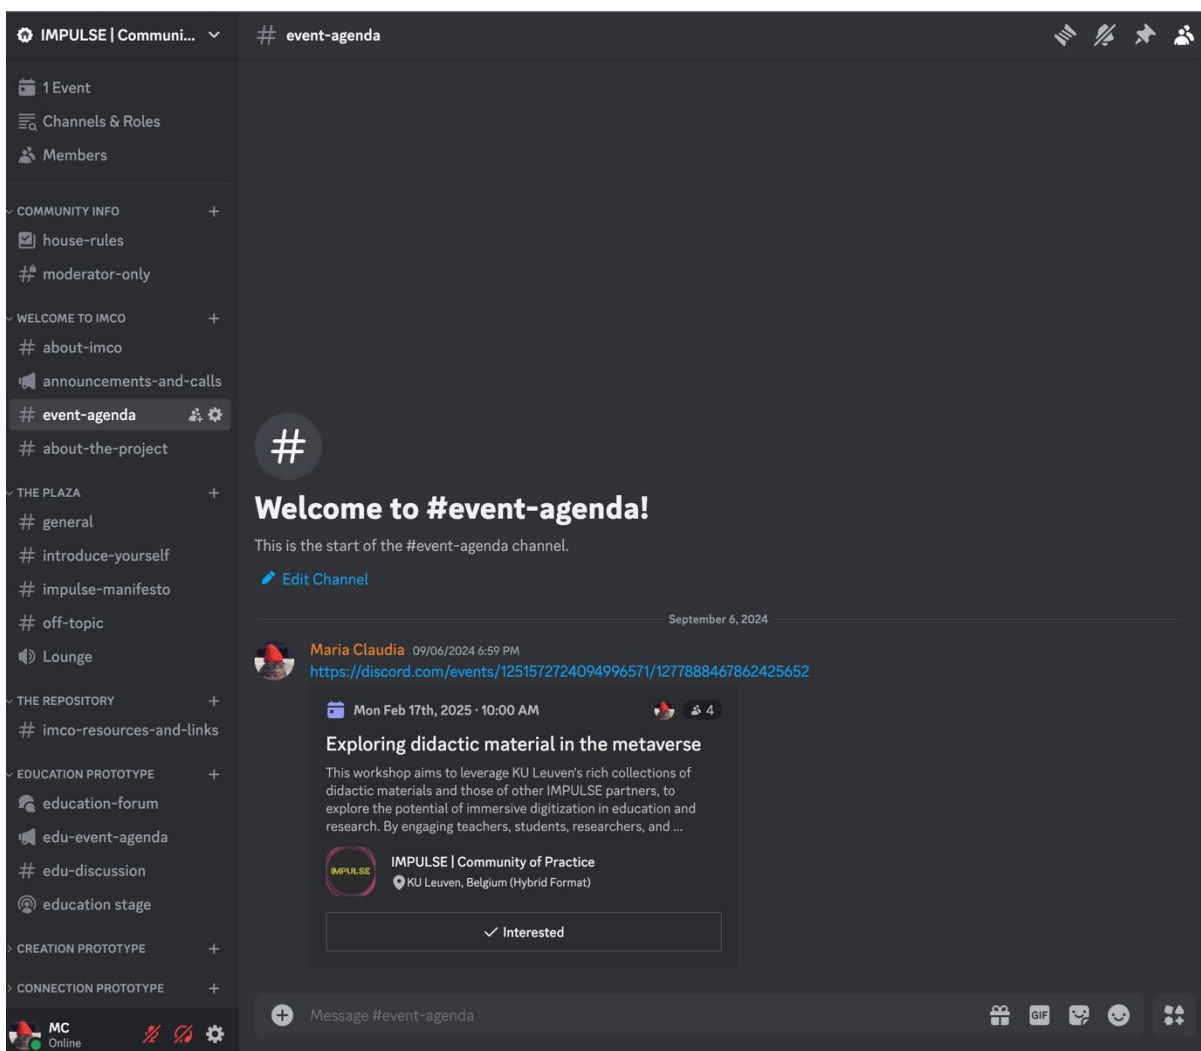 IMPULSE | Communi...
1 Event
Channels & Roles
Members
COMMUNITY INFO
house-rules
moderator-only
WELCOME TO IMCO
about-imco
announcements-and-calls
event-agenda
about-the-project
THE PLAZA
general
introduce-yourself
impulse-manifesto
off-topic
Lounge
THE REPOSITORY
imco-resources-and-links
EDUCATION PROTOTYPE
education-forum
edu-event-agenda
edu-discussion
education stage
CREATION PROTOTYPE
CONNECTION PROTOTYPE
MC
Online
# event-agenda
#
Welcome to #event-agenda!
This is the start of the #event-agenda channel.
Edit Channel
September 6, 2024
Maria Claudia 09/06/2024 6:59 PM
https://discord.com/events/1251572724094996571/1277888467862425652
Mon Feb 17th, 2025 · 10:00 AM 4
Exploring didactic material in the metaverse
This workshop aims to leverage KU Leuven's rich collections of
didactic materials and those of other IMPULSE partners, to
explore the potential of immersive digitization in education and
research. By engaging teachers, students, researchers, and ...
IMPULSE
IMPULSE | Community of Practice
KU Leuven, Belgium (Hybrid Format)
Interested
Message #event-agenda
GIF